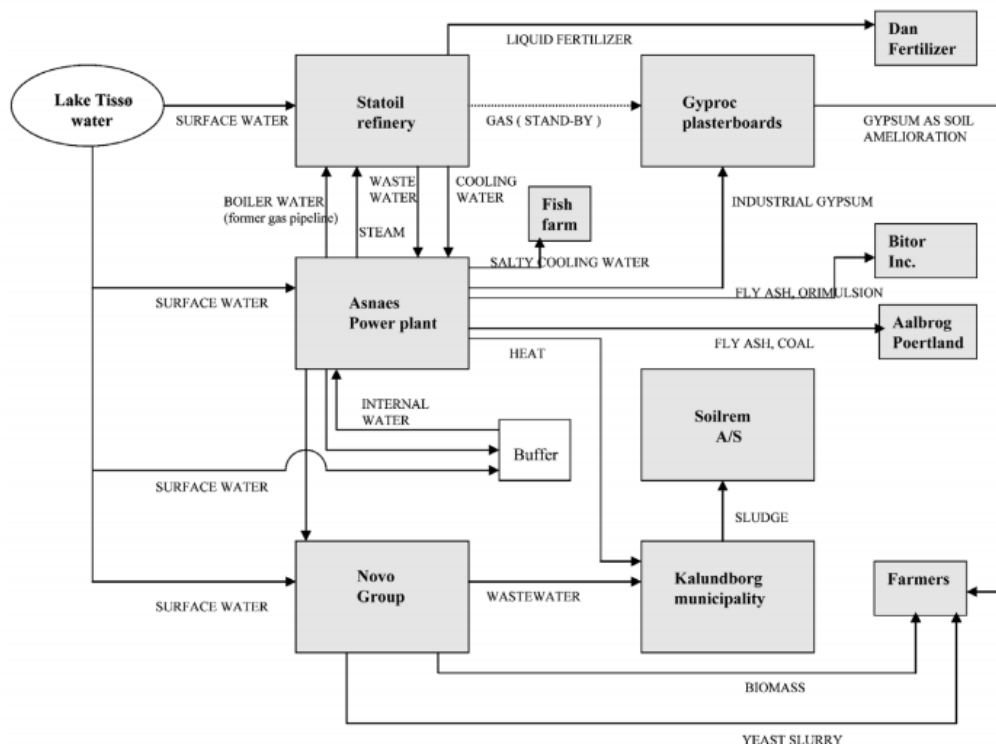 LIQUID FERTILIZER
Dan
Fertilizer
Lake Tissø
water
SURFACE WATER
Statoil
refinery
GAS ( STAND-BY )
Gyproc
plasterboards
GYPSUM AS SOIL
AMELIORATION
BOILER WATER
(former gas pipeline)
STEAM
WASTE
WATER
COOLING
WATER
Fish
farm
INDUSTRIAL GYPSUM
Bitor
Inc.
SALTY COOLING WATER
SURFACE WATER
Asnaes
Power plant
FLY ASH, ORIMULSION
Aalbrog
Poertland
HEAT
FLY ASH, COAL
INTERNAL
WATER
Soilrem
A/S
Buffer
SURFACE WATER
SLUDGE
Novo
Group
SURFACE WATER
WASTEWATER
Kalundborg
municipality
Farmers
BIOMASS
YEAST SLURRY